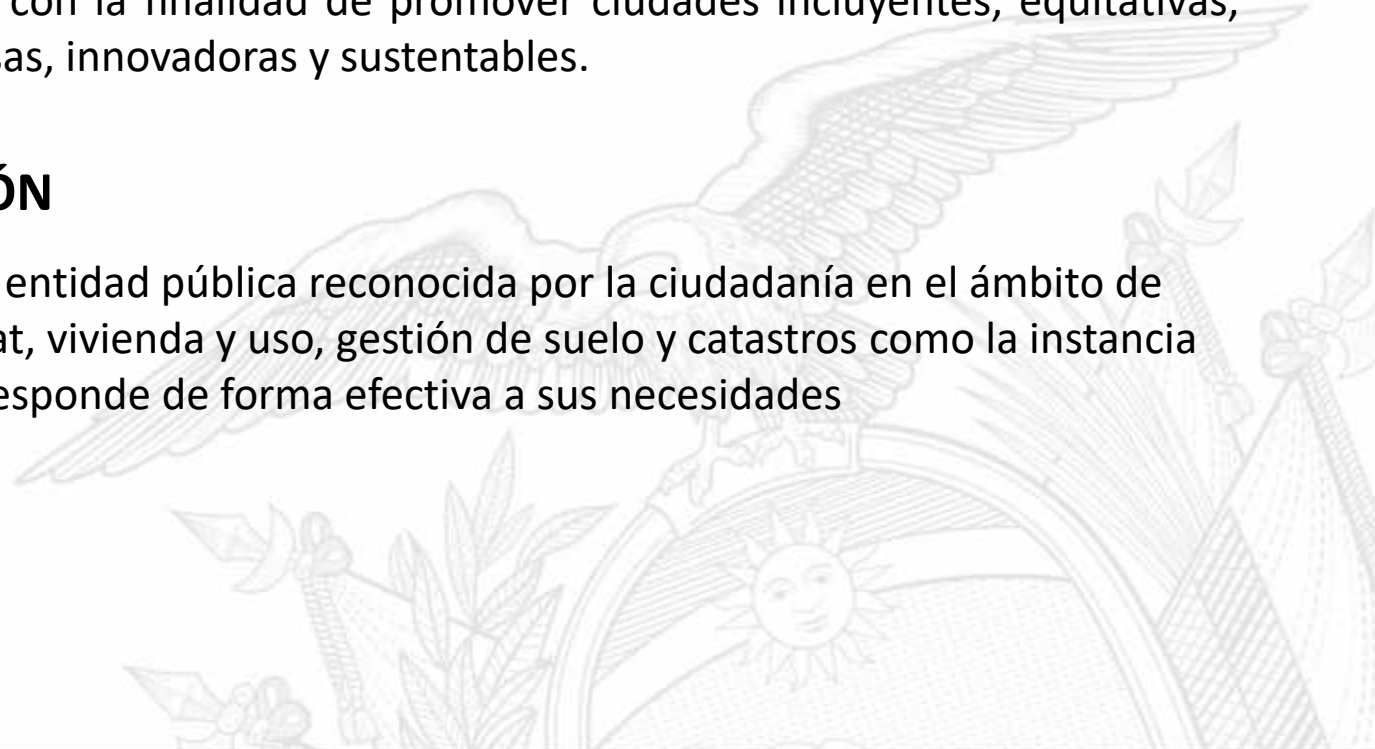 con la finalidad de promover ciudades incluyentes, equitativas,
sas, innovadoras y sustentables.
ÓN
entidad pública reconocida por la ciudadanía en el ámbito de
at, vivienda y uso, gestión de suelo y catastros como la instancia
esponde de forma efectiva a sus necesidades